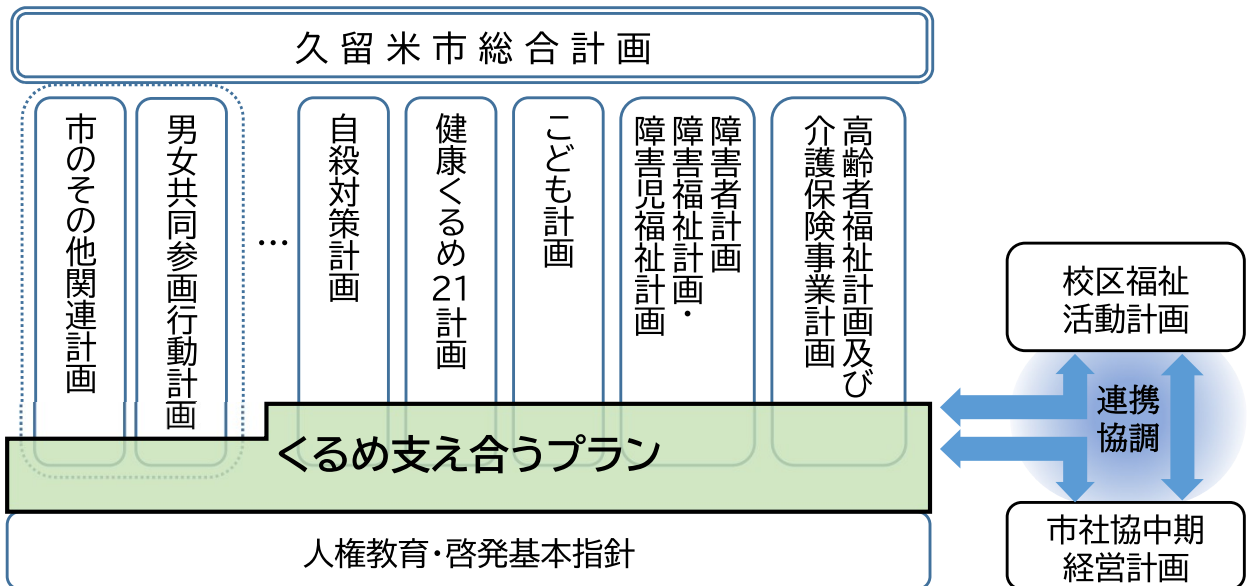 久留米市総合計画
市のその他関連計画
男女共同参画行動計画
…
自殺対策計画
健康くるめ21計画
こども計画
障害者計画
障害福祉計画・
障害児福祉計画
高齢者福祉計画及び
介護保険事業計画
くるめ支え合うプラン
人権教育・啓発基本指針
校区福祉
活動計画
連携
協調
市社協中期
経営計画